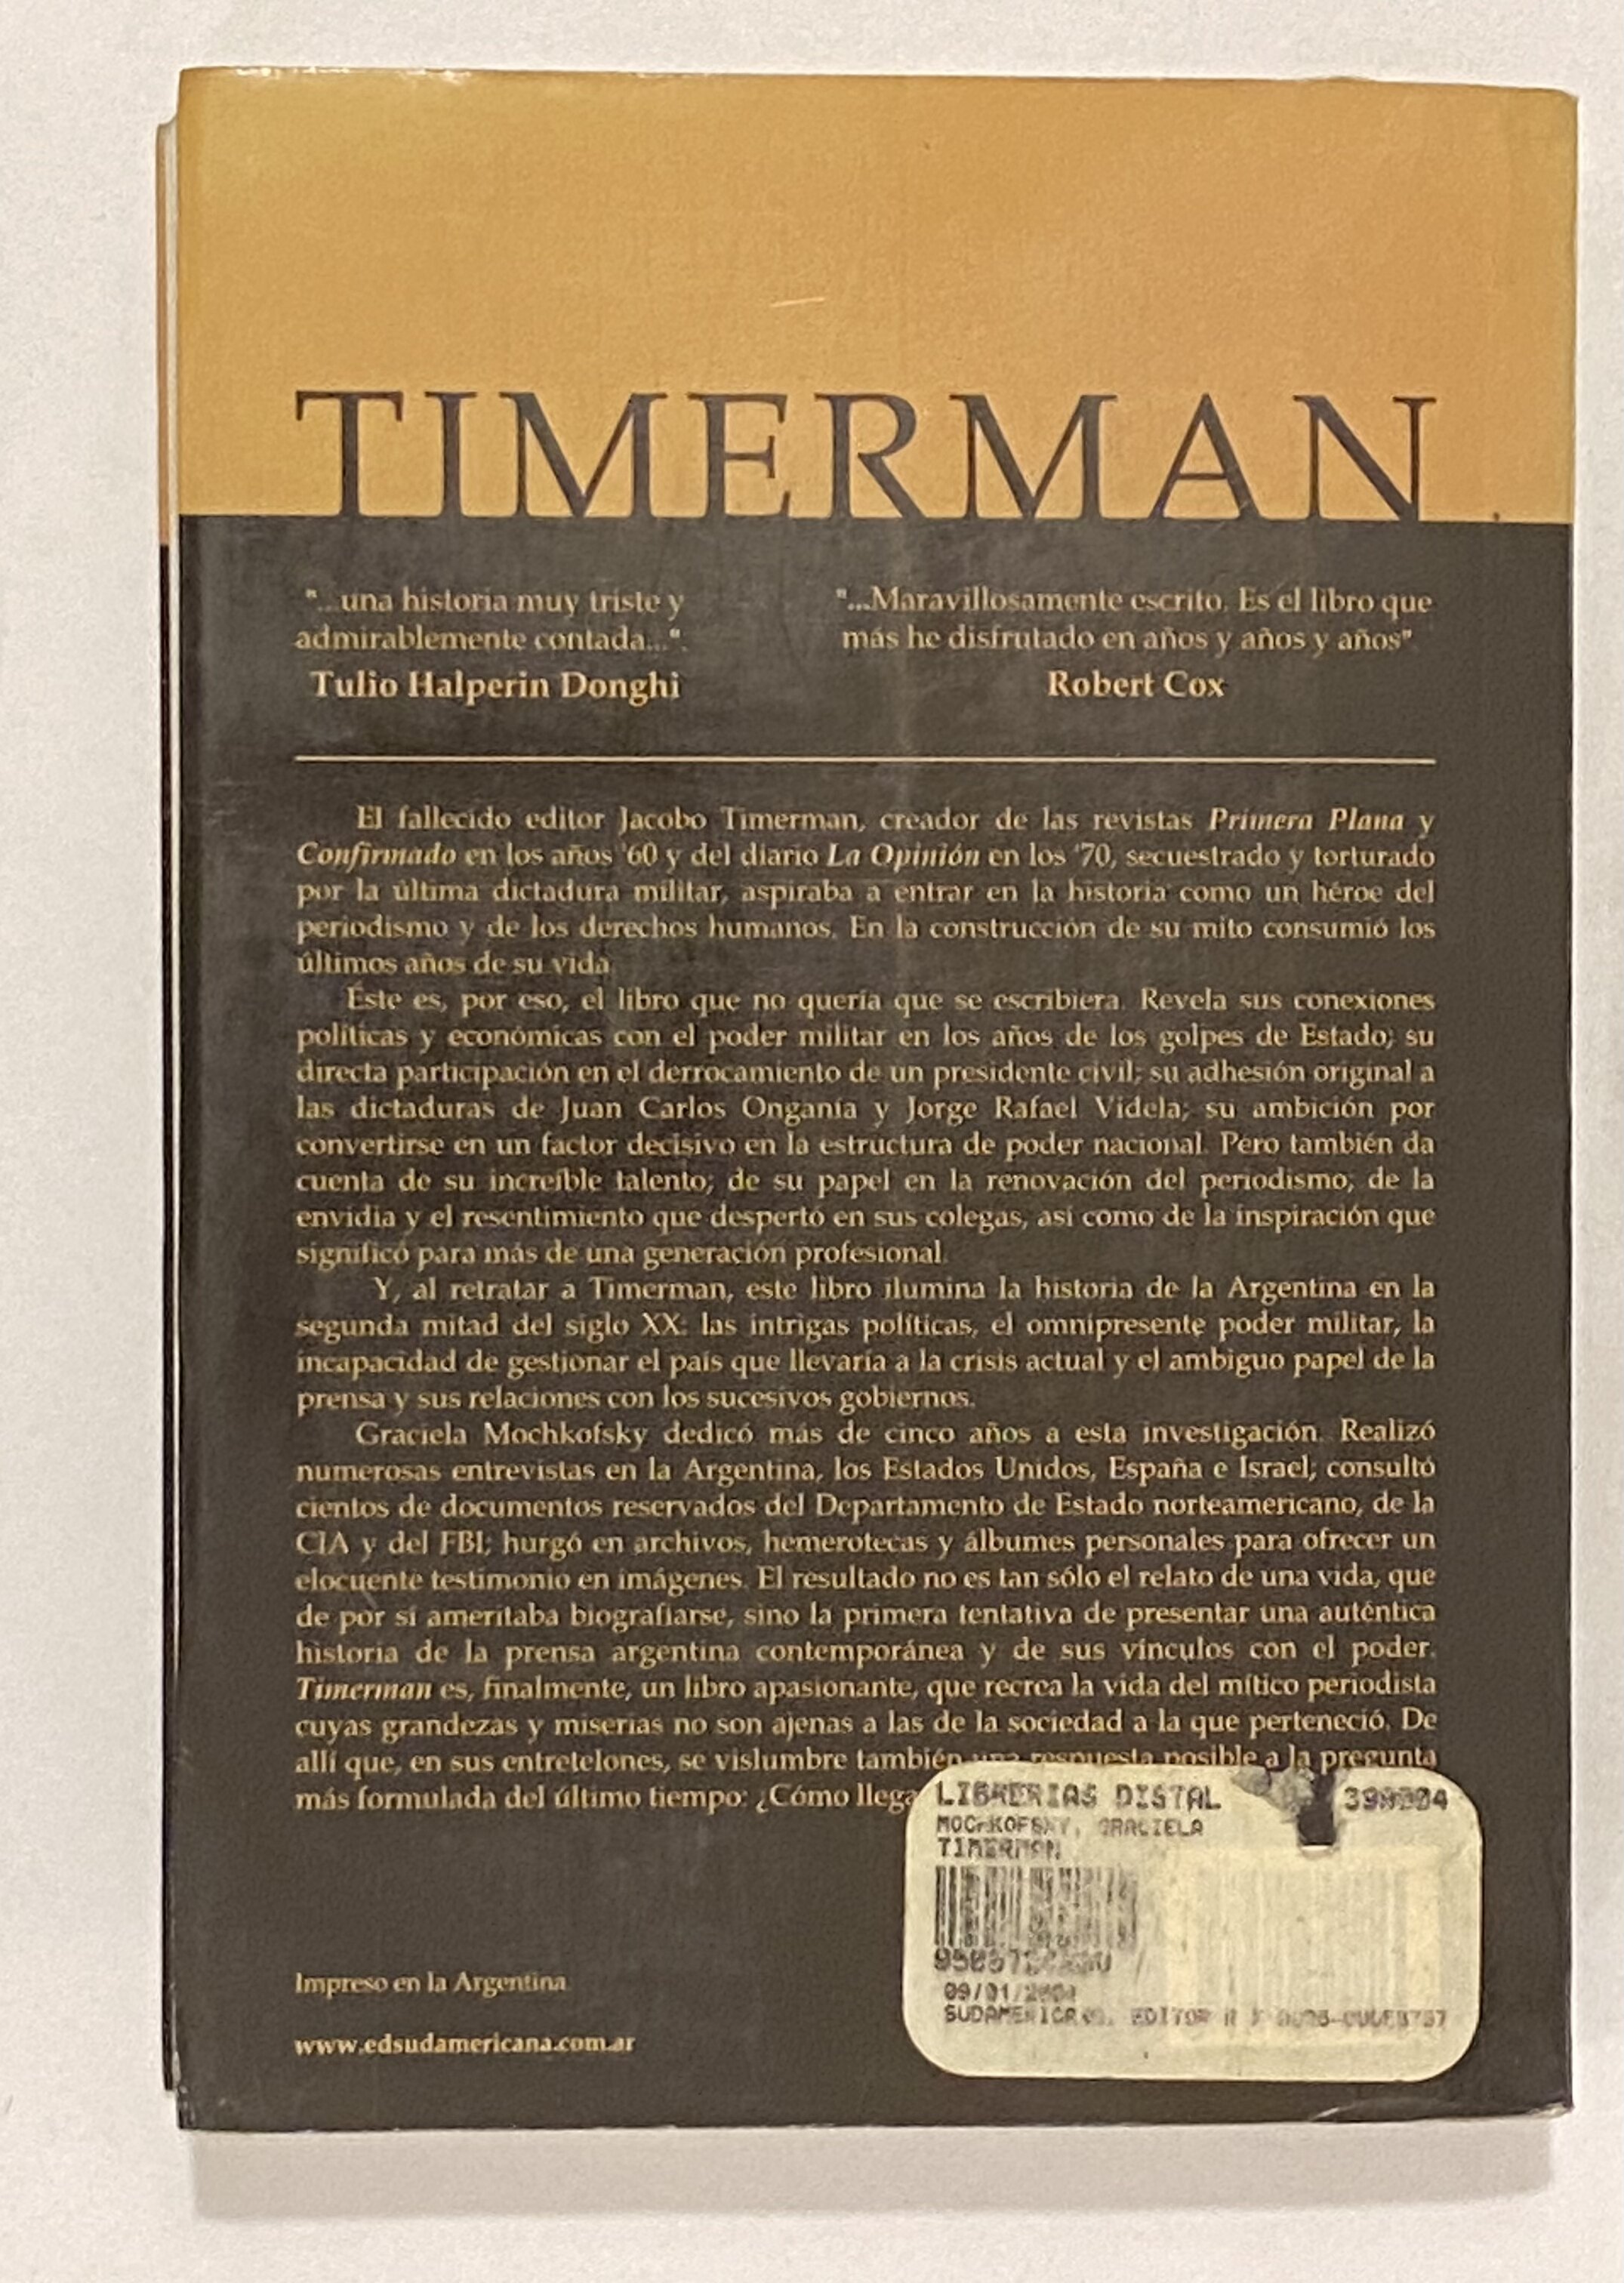 TIMERMAN
"...una historia muy triste y
admirablemente contada...".
Tulio Halperin Donghi
"...Maravillosamente escrito. Es el libro que
más he disfrutado en años y años y años".
Robert Cox
El fallecido editor Jacobo Timerman, creador de las revistas Primera Plana y
Confirmado en los años '60 y del diario La Opinión en los '70, secuestrado y torturado
por la última dictadura militar, aspiraba a entrar en la historia como un héroe del
periodismo y de los derechos humanos. En la construcción de su mito consumió los
últimos años de su vida.
Éste es, por eso, el libro que no quería que se escribiera. Revela sus conexiones
políticas y económicas con el poder militar en los años de los golpes de Estado; su
directa participación en el derrocamiento de un presidente civil; su adhesión original a
las dictaduras de Juan Carlos Onganía y Jorge Rafael Videla; su ambición por
convertirse en un factor decisivo en la estructura de poder nacional. Pero también da
cuenta de su increíble talento; de su papel en la renovación del periodismo; de la
envidia y el resentimiento que despertó en sus colegas, así como de la inspiración que
significó para más de una generación profesional.
Y, al retratar a Timerman, este libro ilumina la historia de la Argentina en la
segunda mitad del siglo XX: las intrigas políticas, el omnipresente poder militar, la
incapacidad de gestionar el país que llevaría a la crisis actual y el ambiguo papel de la
prensa y sus relaciones con los sucesivos gobiernos.
Graciela Mochkofsky dedicó más de cinco años a esta investigación. Realizó
numerosas entrevistas en la Argentina, los Estados Unidos, España e Israel; consultó
cientos de documentos reservados del Departamento de Estado norteamericano, de la
CIA y del FBI; hurgó en archivos, hemerotecas y álbumes personales para ofrecer un
elocuente testimonio en imágenes. El resultado no es tan sólo el relato de una vida, que
de por sí ameritaba biografiarse, sino la primera tentativa de presentar una auténtica
historia de la prensa argentina contemporánea y de sus vínculos con el poder.
Timerman es, finalmente, un libro apasionante, que recrea la vida del mítico periodista
cuyas grandezas y miserias no son ajenas a las de la sociedad a la que perteneció. De
allí que, en sus entretelones, se vislumbre también una respuesta posible a la pregunta
más formulada del último tiempo: ¿Cómo llega
LIBRERIAS DISTAL
MOCHKOFSKY, GRACIELA
TIMERMAN
Impreso en la Argentina
www.edsudamericana.com.ar